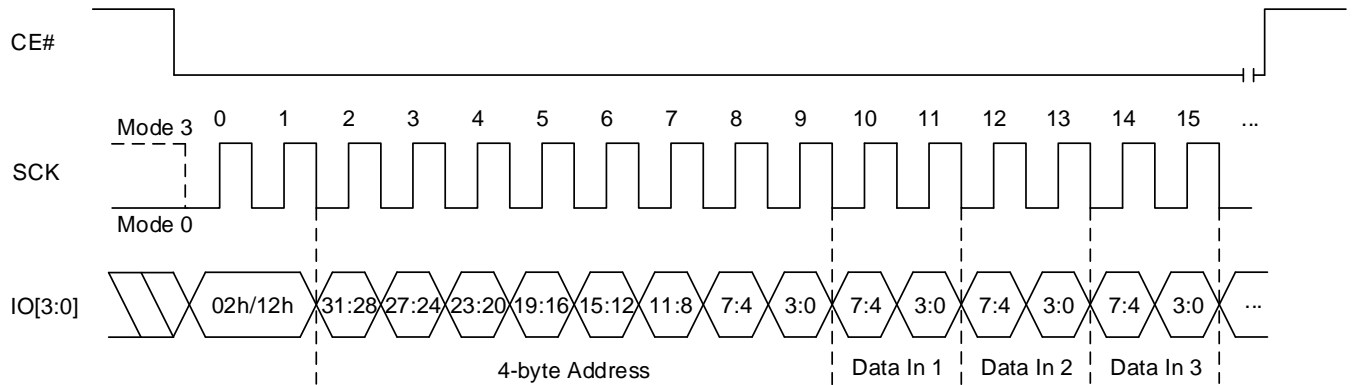 CE#
Mode 3
0 1 2 3 4 5 6 7 8 9 10 11 12 13 14 15 ...
SCK
Mode 0
IO[3:0]
02h/12h 31:28 27:24 23:20 19:16 15:12 11:8 7:4 3:0 7:4 3:0 7:4 3:0 7:4 3:0 ...
4-byte Address Data In 1 Data In 2 Data In 3